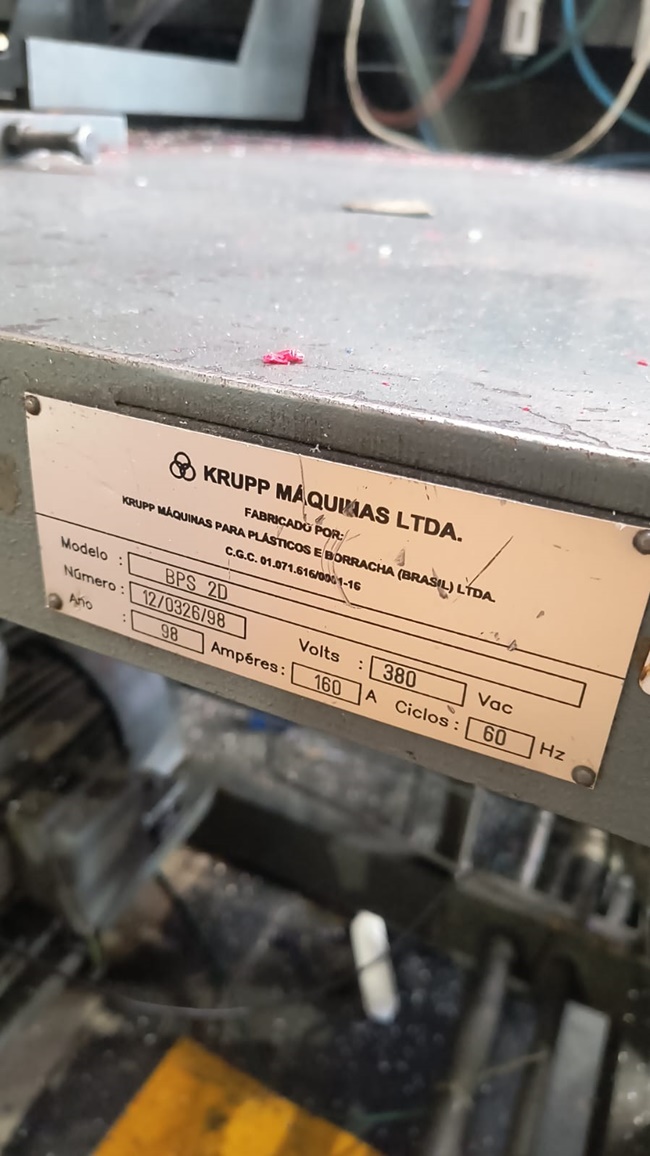 KRUPP MÁQUINAS LTDA.
FABRICADO POR:
KRUPP MÁQUINAS PARA PLÁSTICOS E BORRACHA (BRASIL) LTDA.
C.G.C. 01.071.616/0001-16
Modelo : BPS 2D
Número : 12/0326/98
Ano : 98
Volts : 380 Vac
Ampéres : 160 A
Ciclos : 60 Hz